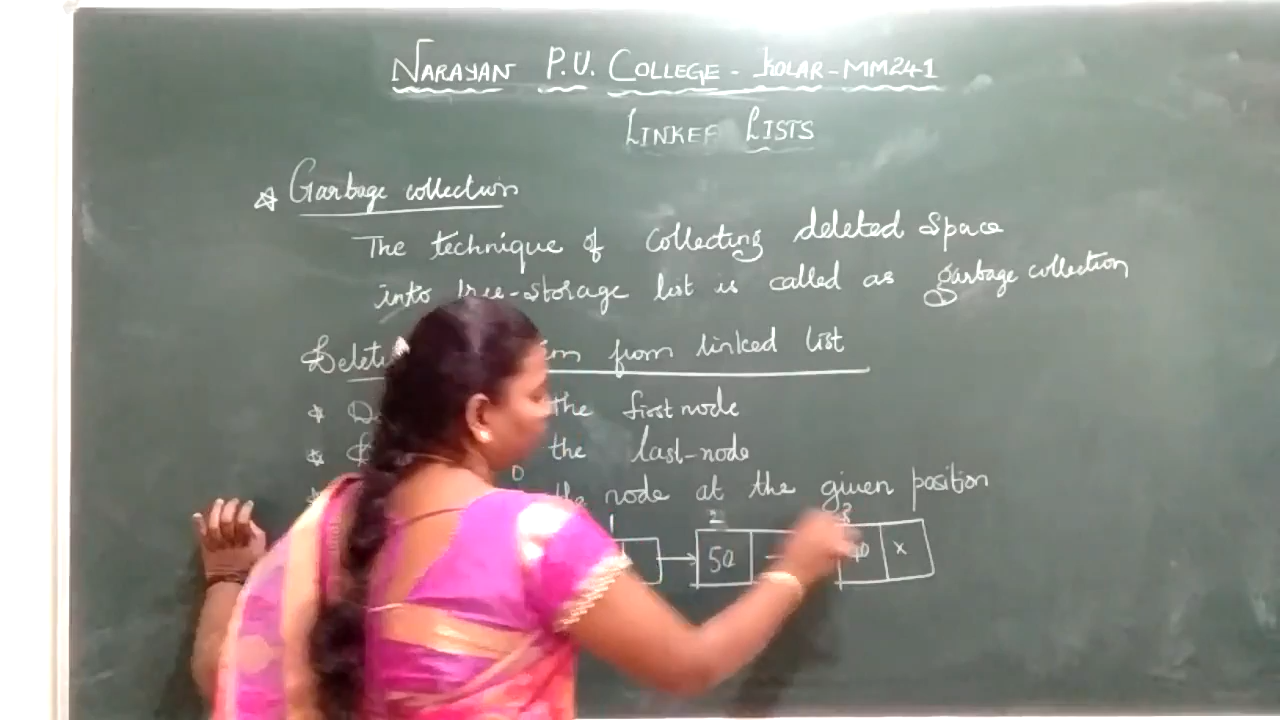 NARAYAN P.U. COLLEGE - KOLAR - MM241
LINKEF LISTS
Garbage collection
The technique of collecting deleted space
into free-storage list is called as garbage collection
from linked list
the first node
the last-node
the node at the given position
0 1 2 3
50 40 x